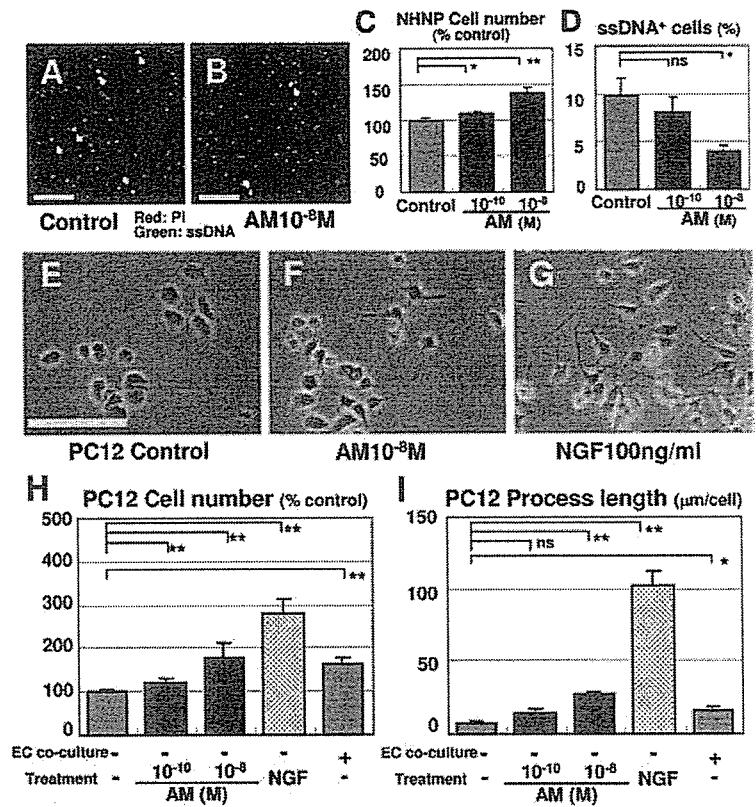 A
B
Control
Red: PI
Green: ssDNA
AM10⁻⁸M
C NHNP Cell number
(% control)
200
150
100
50
0
*
**
Control
10⁻¹⁰ 10⁻⁸
AM (M)
D ssDNA⁺ cells (%)
15
10
5
0
ns
*
Control
10⁻¹⁰ 10⁻⁸
AM (M)
E
F
G
PC12 Control
AM10⁻⁸M
NGF100ng/ml
H PC12 Cell number (% control)
500
400
300
200
100
0
**
**
**
**
EC co-culture - - - - +
Treatment - 10⁻¹⁰ 10⁻⁸ NGF -
AM (M)
I PC12 Process length (μm/cell)
150
100
50
0
**
**
ns
*
EC co-culture - - - - +
Treatment - 10⁻¹⁰ 10⁻⁸ NGF -
AM (M)